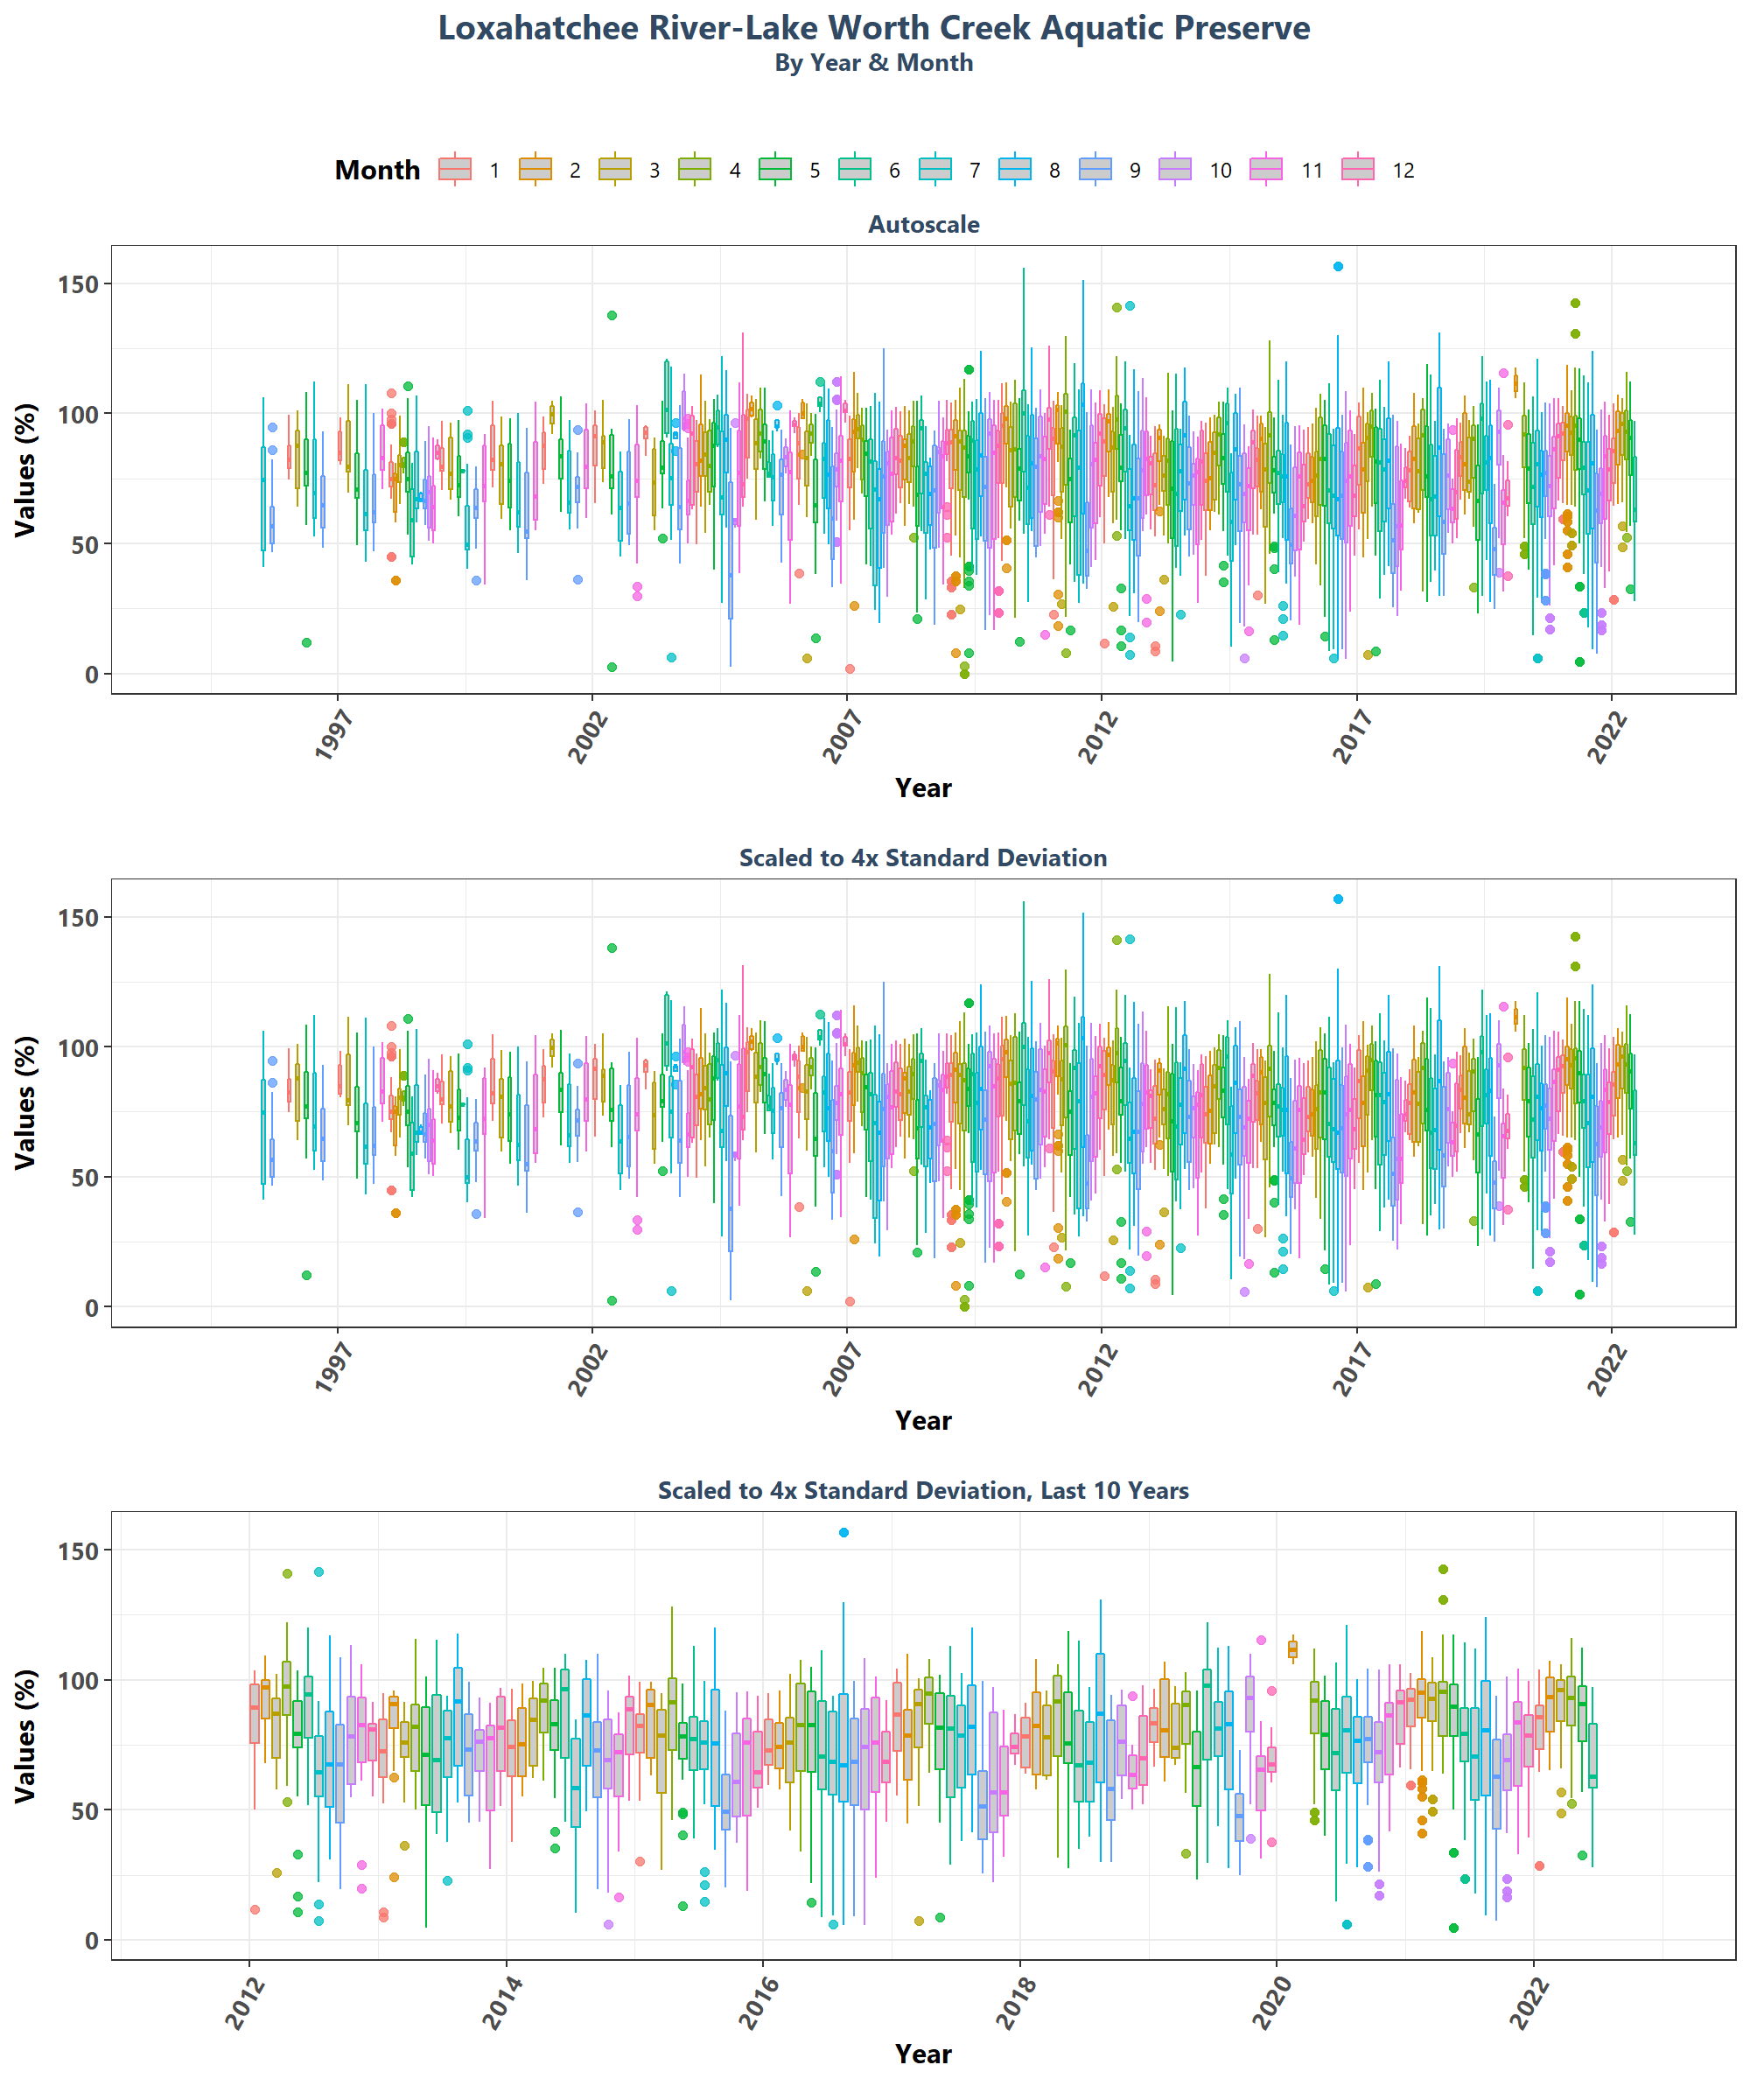 Loxahatchee River-Lake Worth Creek Aquatic Preserve
By Year & Month
Month 1 2 3 4 5 6 7 8 9 10 11 12
Autoscale
150
100
50
0
Values (%)
1997 2002 2007 2012 2017 2022
Year
Scaled to 4x Standard Deviation
150
100
50
0
Values (%)
1997 2002 2007 2012 2017 2022
Year
Scaled to 4x Standard Deviation, Last 10 Years
150
100
50
0
Values (%)
2012 2014 2016 2018 2020 2022
Year